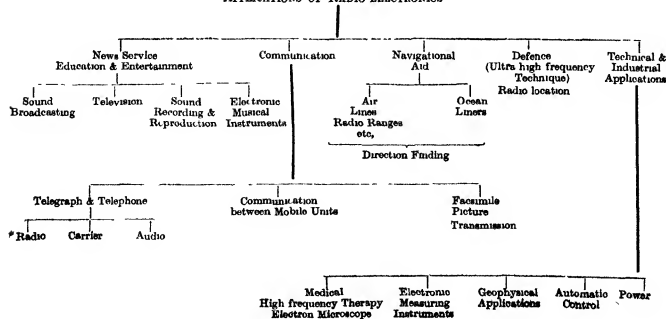 APPLICATIONS OF RADIO ELECTRONICS
News Service
Education & Entertainment
Communication
Navigational
Aid
Defence
(Ultra high frequency
Technique)
Radio location
Technical &
Industrial
Applications
Sound
Broadcasting
Television
Sound
Recording &
Reproduction
Electronic
Musical
Instruments
Air
Lines
Radio Ranges
etc,
Ocean
Liners
Direction Finding
Telegraph & Telephone
Communication
between Mobile Units
Facsimile
Picture
Transmission
*Radio
Carrier
Audio
Medical
High frequency Therapy
Electron Microscope
Electronic
Measuring
Instruments
Geophysical
Applications
Automatic
Control
Power